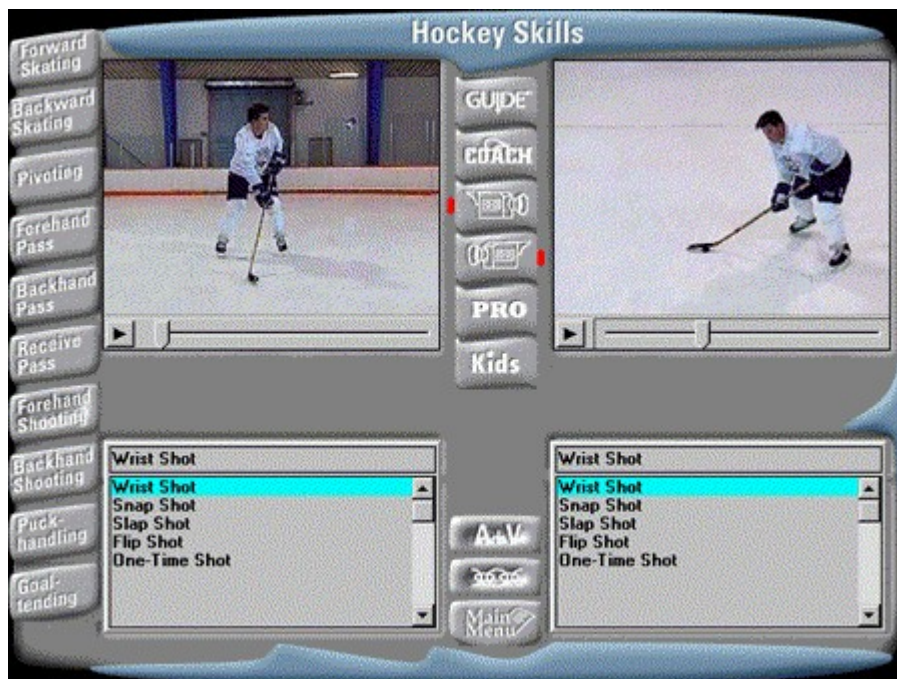 Hockey Skills
Forward
Skating
Backward
Skating
Pivoting
Forehand
Pass
Backhand
Pass
Receive
Pass
Forehand
Shooting
Backhand
Shooting
Puck-
handling
Goal-
tending
GUIDE
COACH
PRO
Kids
Wrist Shot
Wrist Shot
Snap Shot
Slap Shot
Flip Shot
One-Time Shot
A to V
Main
Menu
Wrist Shot
Wrist Shot
Snap Shot
Slap Shot
Flip Shot
One-Time Shot